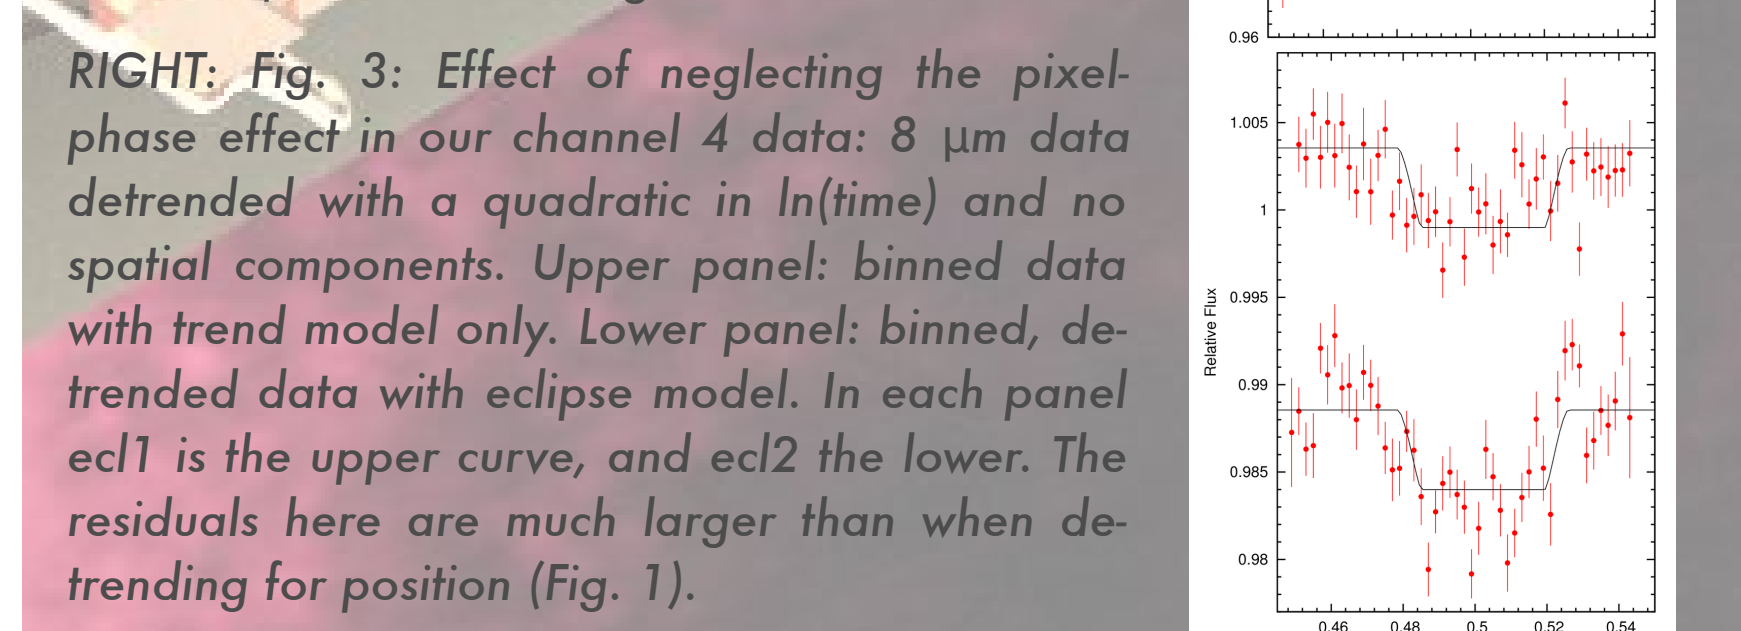 RIGHT: Fig. 3: Effect of neglecting the pixel-
phase effect in our channel 4 data: 8 μm data
detrended with a quadratic in ln(time) and no
spatial components. Upper panel: binned data
with trend model only. Lower panel: binned, de-
trended data with eclipse model. In each panel
ecl1 is the upper curve, and ecl2 the lower. The
residuals here are much larger than when de-
trending for position (Fig. 1).
0.96
1.005
1
0.995
Relative Flux
0.99
0.985
0.98
0.46 0.48 0.5 0.52 0.54